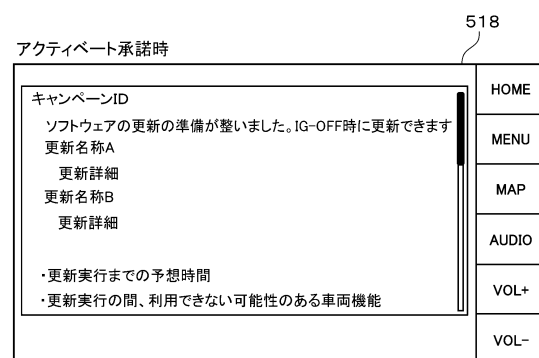 518
アクティベート承諾時
キャンペーンID
ソフトウェアの更新の準備が整いました。IG-OFF時に更新できます
更新名称A
更新詳細
更新名称B
更新詳細
・更新実行までの予想時間
・更新実行の間、利用できない可能性のある車両機能
HOME
MENU
MAP
AUDIO
VOL+
VOL-